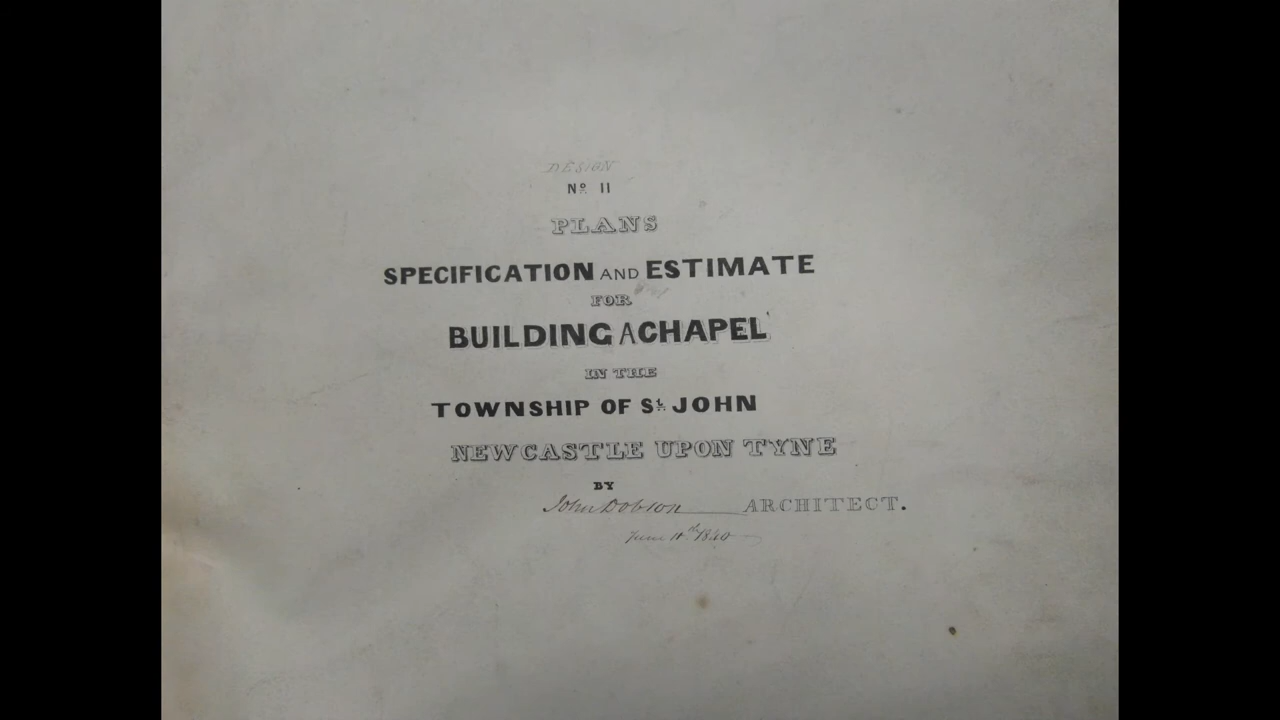 DESIGN
No. 11
PLANS
SPECIFICATION AND ESTIMATE
FOR
BUILDING A CHAPEL
IN THE
TOWNSHIP OF St. JOHN
NEWCASTLE UPON TYNE
BY
John Dobson ARCHITECT.
June 11th 1840